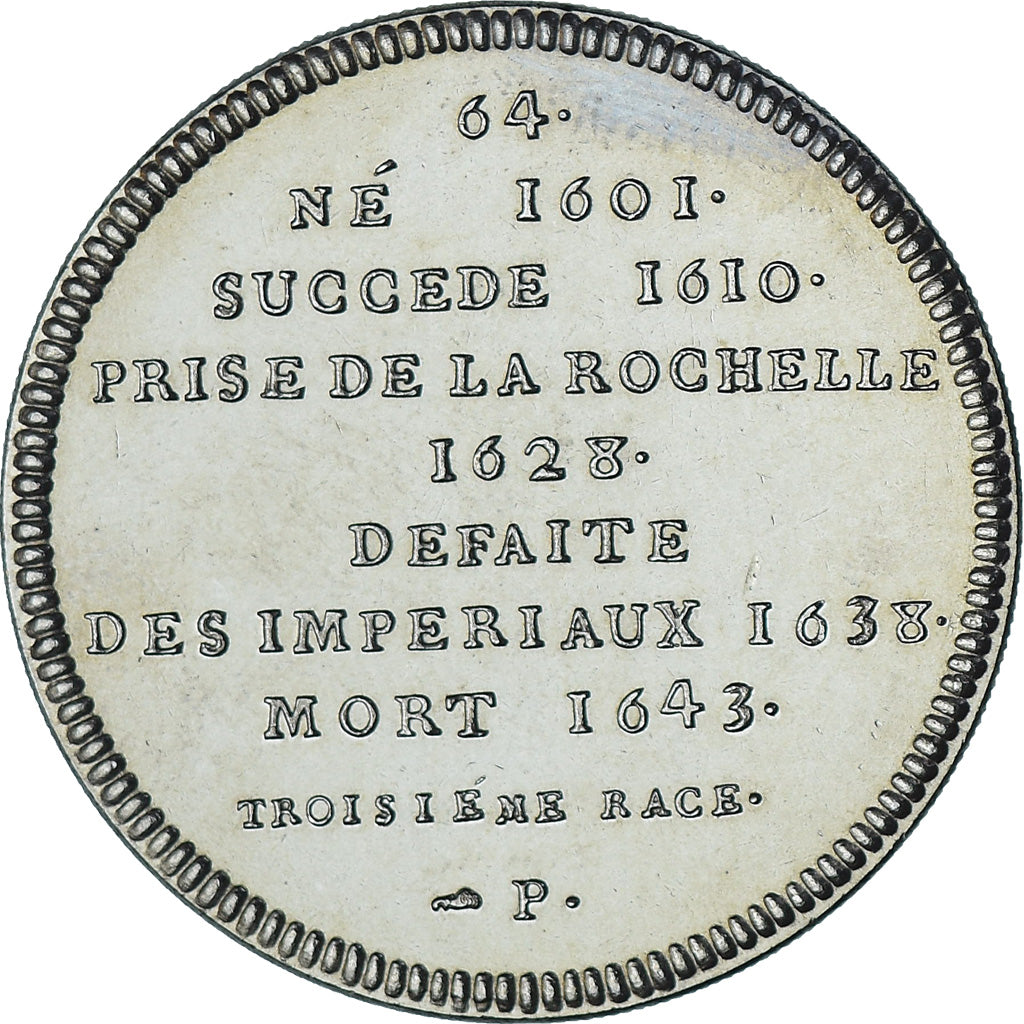 64.
NÉ 1601.
SUCCEDE 1610.
PRISE DE LA ROCHELLE
1628.
DEFAITE
DES IMPERIAUX 1638.
MORT 1643.
TROISIÉME RACE.
P.